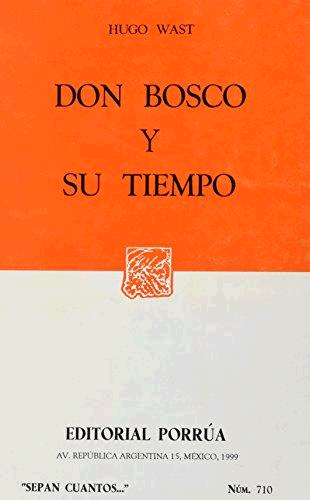 HUGO WAST
DON BOSCO
Y
SU TIEMPO
EDITORIAL PORRÚA
AV. REPÚBLICA ARGENTINA 15, MÉXICO, 1999
"SEPAN CUANTOS..."
NÚM. 710